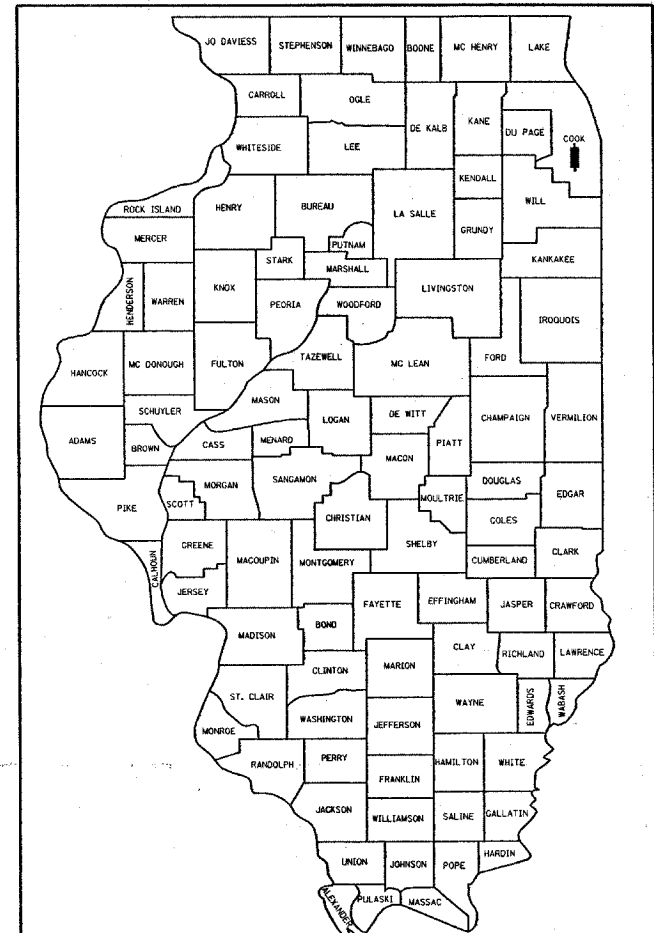 JO DAVIESS
STEPHENSON
WINNEBAGO
BOONE
MC HENRY
LAKE
CARROLL
OGLE
DE KALB
KANE
DU PAGE
COOK
WHITESIDE
LEE
KENDALL
WILL
ROCK ISLAND
HENRY
BUREAU
LA SALLE
GRUNDY
MERCER
PUTNAM
KANKAKEE
STARK
MARSHALL
HENDERSON
WARREN
KNOX
PEORIA
WOODFORD
LIVINGSTON
IROQUOIS
HANCOCK
MC DONOUGH
FULTON
TAZEWELL
MC LEAN
FORD
MASON
SCHUYLER
LOGAN
DE WITT
CHAMPAIGN
VERMILION
ADAMS
BROWN
CASS
MENARD
PIATT
MACON
SANGAMON
MORGAN
DOUGLAS
EDGAR
PIKE
SCOTT
CHRISTIAN
MOULTRIE
COLES
GREENE
MACOUPIN
MONTGOMERY
SHELBY
CUMBERLAND
CLARK
CALHOUN
JERSEY
FAYETTE
EFFINGHAM
JASPER
CRAWFORD
MADISON
BOND
CLAY
RICHLAND
LAWRENCE
CLINTON
MARION
ST. CLAIR
WAYNE
EDWARDS
WABASH
WASHINGTON
JEFFERSON
MONROE
RANDOLPH
PERRY
HAMILTON
WHITE
FRANKLIN
JACKSON
WILLIAMSON
SALINE
GALLATIN
UNION
JOHNSON
POPE
HARDIN
ALEXANDER
PULASKI
MASSAC